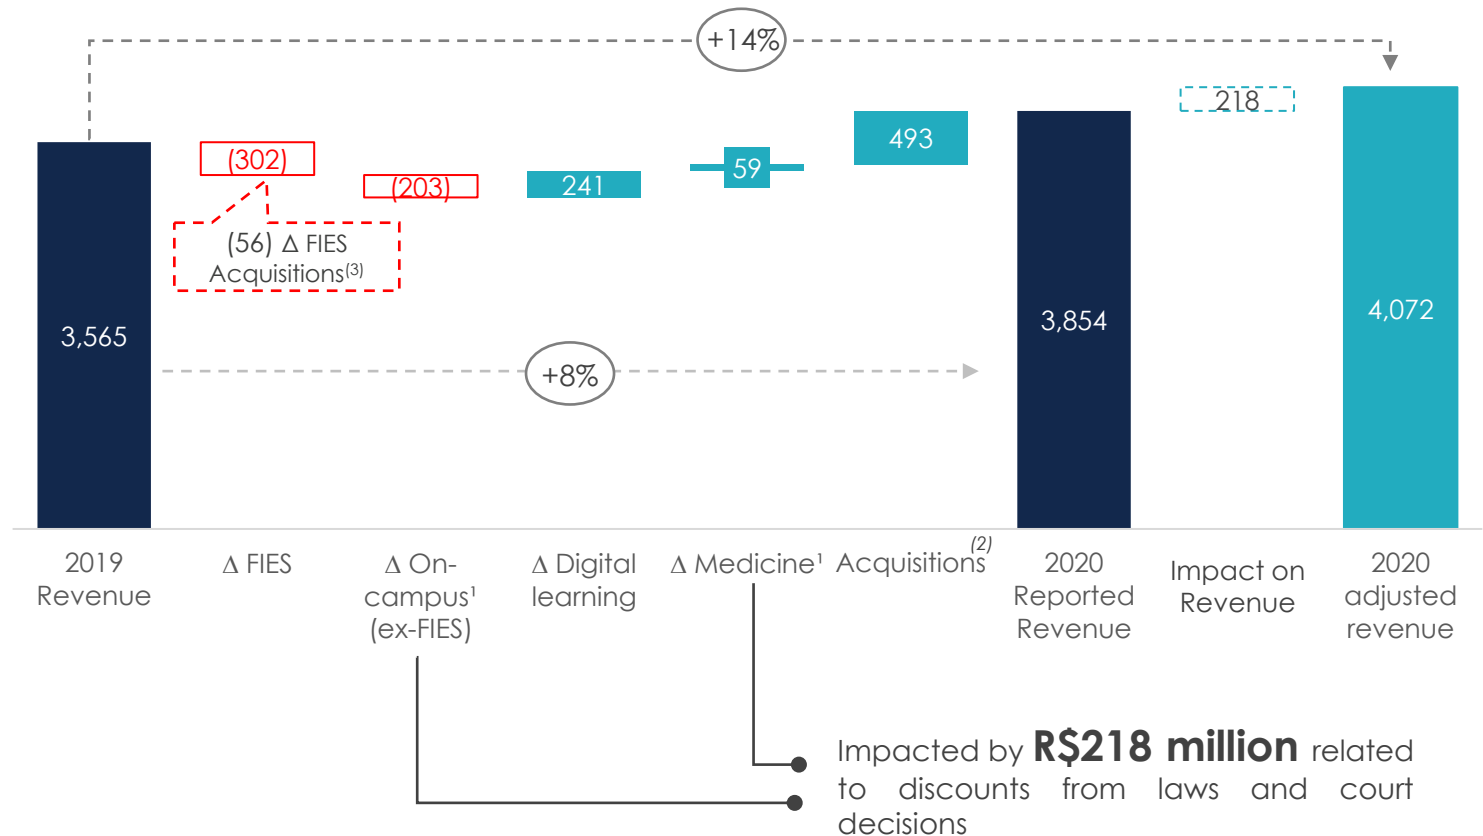 +14%
218
(302)
(203)
241
59
493
(56) Δ FIES
Acquisitions⁽³⁾
3,565
3,854
4,072
+8%
2019
Revenue
Δ FIES
Δ On-
campus¹
(ex-FIES)
Δ Digital
learning
Δ Medicine¹
Acquisitions⁽²⁾
2020
Reported
Revenue
Impact on
Revenue
2020
adjusted
revenue
Impacted by R$218 million related
to discounts from laws and court
decisions